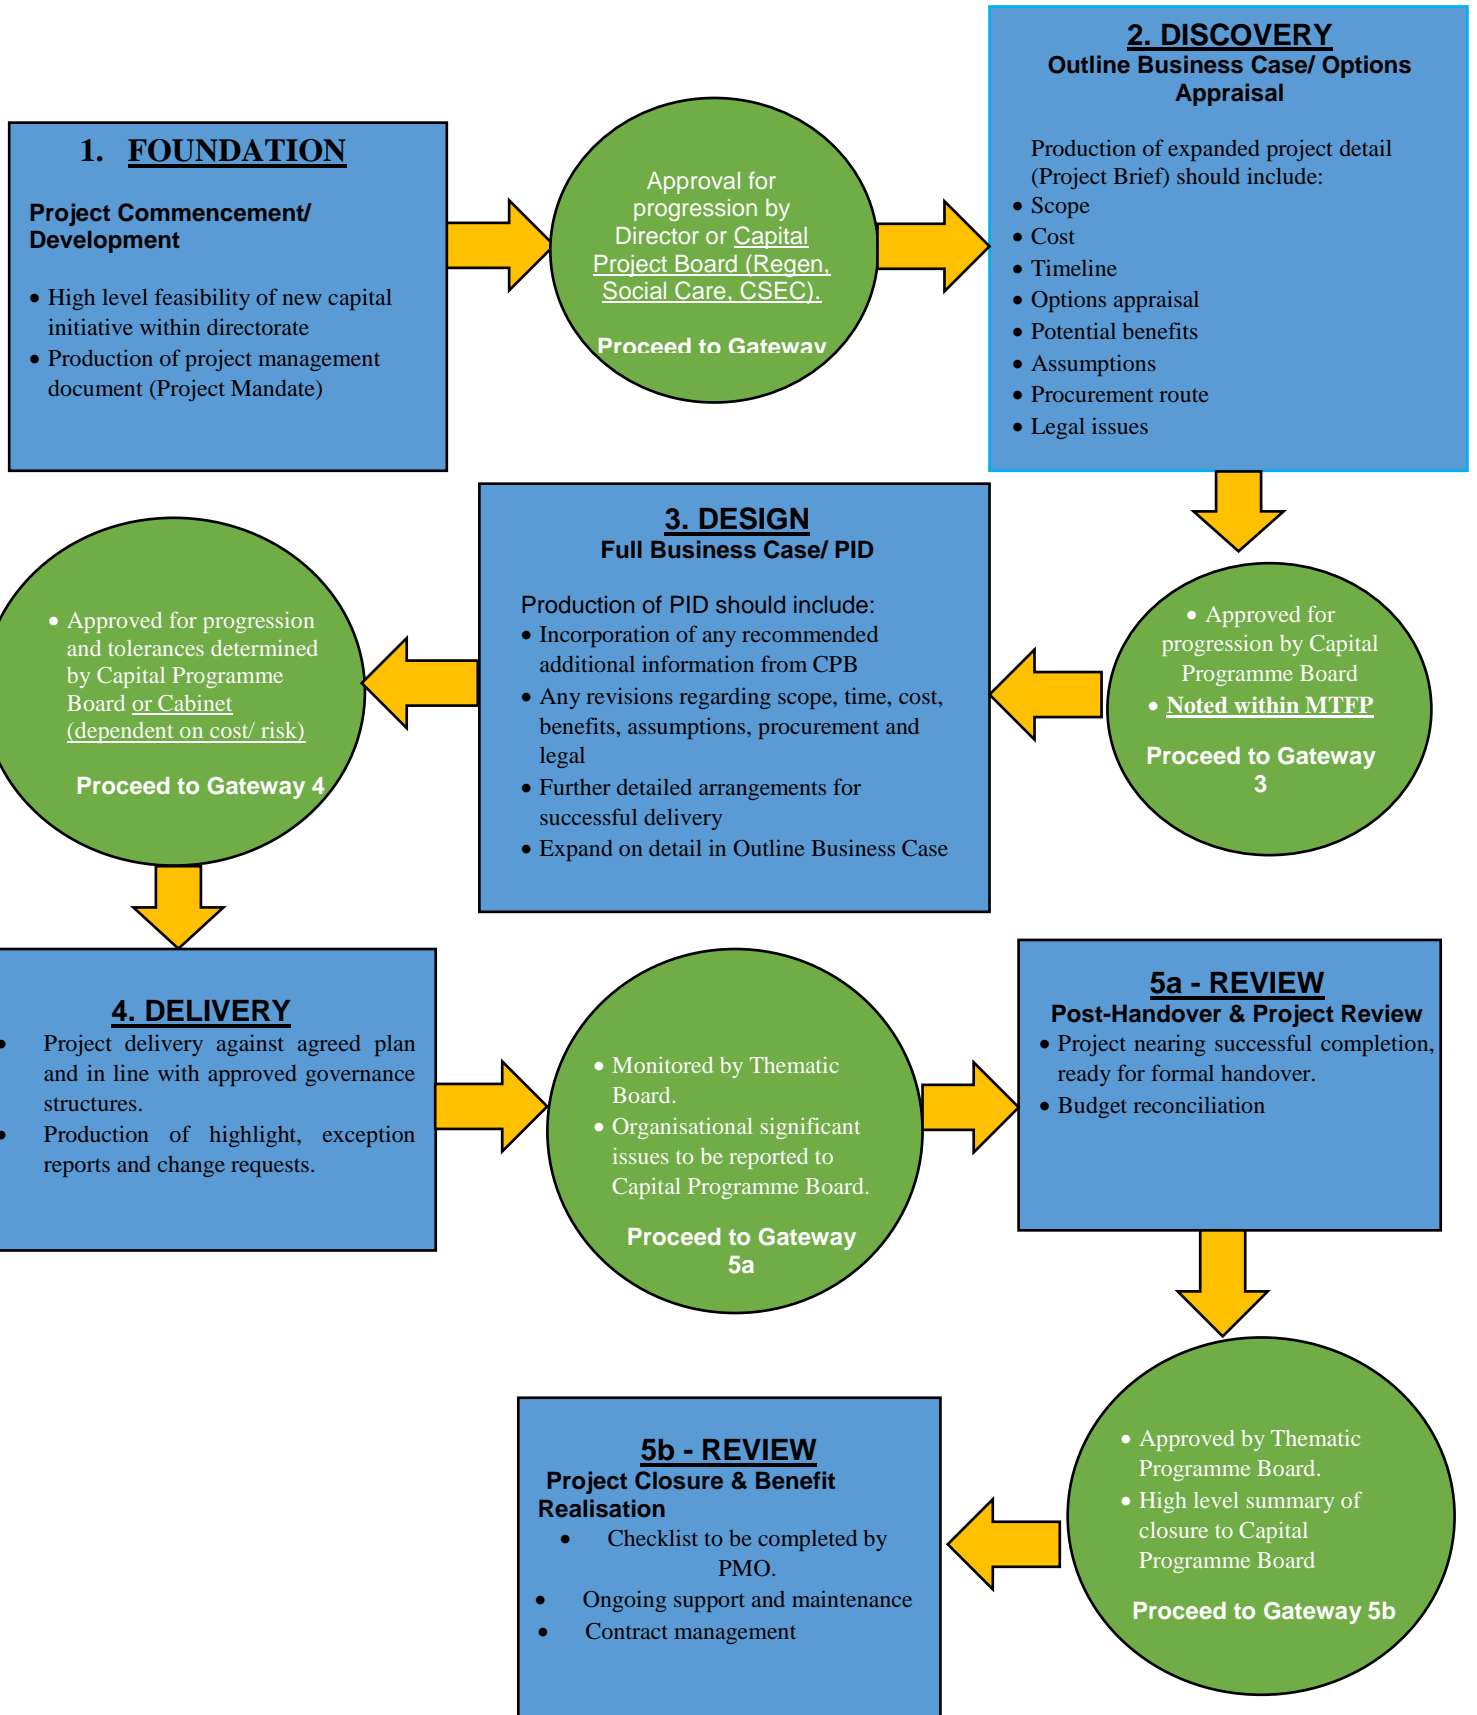 1. FOUNDATION
Project Commencement/
Development
• High level feasibility of new capital
initiative within directorate
• Production of project management
document (Project Mandate)
Approval for
progression by
Director or Capital
Project Board (Regen,
Social Care, CSEC).
Proceed to Gateway
2. DISCOVERY
Outline Business Case/ Options
Appraisal
Production of expanded project detail
(Project Brief) should include:
• Scope
• Cost
• Timeline
• Options appraisal
• Potential benefits
• Assumptions
• Procurement route
• Legal issues
• Approved for
progression by Capital
Programme Board
• Noted within MTFP
Proceed to Gateway
3
3. DESIGN
Full Business Case/ PID
Production of PID should include:
• Incorporation of any recommended
additional information from CPB
• Any revisions regarding scope, time, cost,
benefits, assumptions, procurement and
legal
• Further detailed arrangements for
successful delivery
• Expand on detail in Outline Business Case
• Approved for progression
and tolerances determined
by Capital Programme
Board or Cabinet
(dependent on cost/ risk)
Proceed to Gateway 4
4. DELIVERY
• Project delivery against agreed plan
and in line with approved governance
structures.
• Production of highlight, exception
reports and change requests.
• Monitored by Thematic
Board.
• Organisational significant
issues to be reported to
Capital Programme Board.
Proceed to Gateway
5a
5a - REVIEW
Post-Handover & Project Review
• Project nearing successful completion,
ready for formal handover.
• Budget reconciliation
• Approved by Thematic
Programme Board.
• High level summary of
closure to Capital
Programme Board
Proceed to Gateway 5b
5b - REVIEW
Project Closure & Benefit
Realisation
• Checklist to be completed by
PMO.
• Ongoing support and maintenance
• Contract management